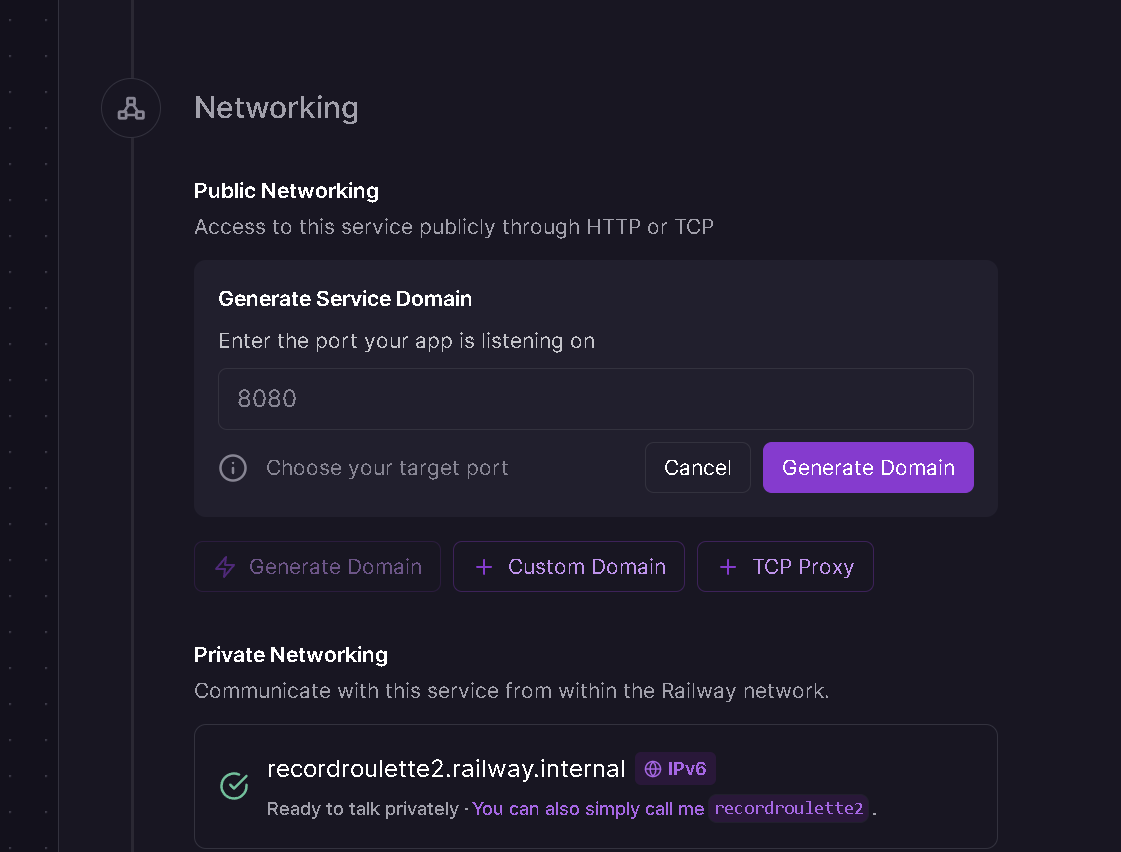 Networking
Public Networking
Access to this service publicly through HTTP or TCP
Generate Service Domain
Enter the port your app is listening on
8080
Choose your target port
Cancel
Generate Domain
Generate Domain
Custom Domain
TCP Proxy
Private Networking
Communicate with this service from within the Railway network.
recordroulette2.railway.internal IPv6
Ready to talk privately · You can also simply call me recordroulette2 .